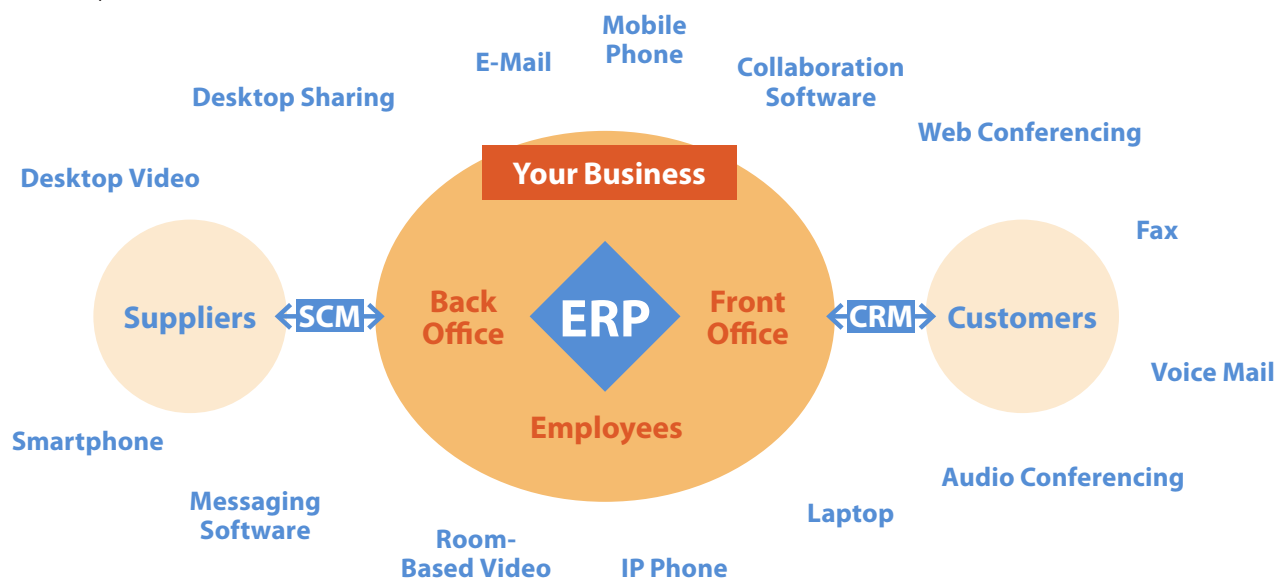 Mobile
Phone
E-Mail
Collaboration
Software
Desktop Sharing
Web Conferencing
Your Business
Desktop Video
Fax
Suppliers
SCM
Back
Office
ERP
Front
Office
CRM
Customers
Voice Mail
Employees
Smartphone
Audio Conferencing
Messaging
Software
Laptop
Room-
Based Video
IP Phone